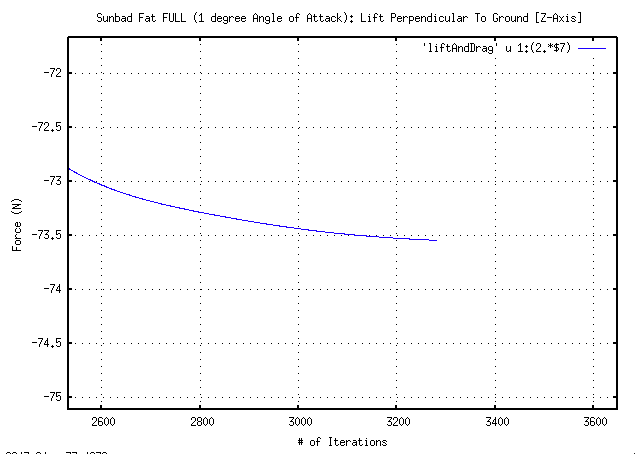 Sunbad Fat FULL (1 degree Angle of Attack): Lift Perpendicular To Ground [Z-Axis]
'liftAndDrag' u 1:(2.*$7)
-72
-72.5
-73
-73.5
-74
-74.5
-75
Force (N)
2600 2800 3000 3200 3400 3600
# of Iterations